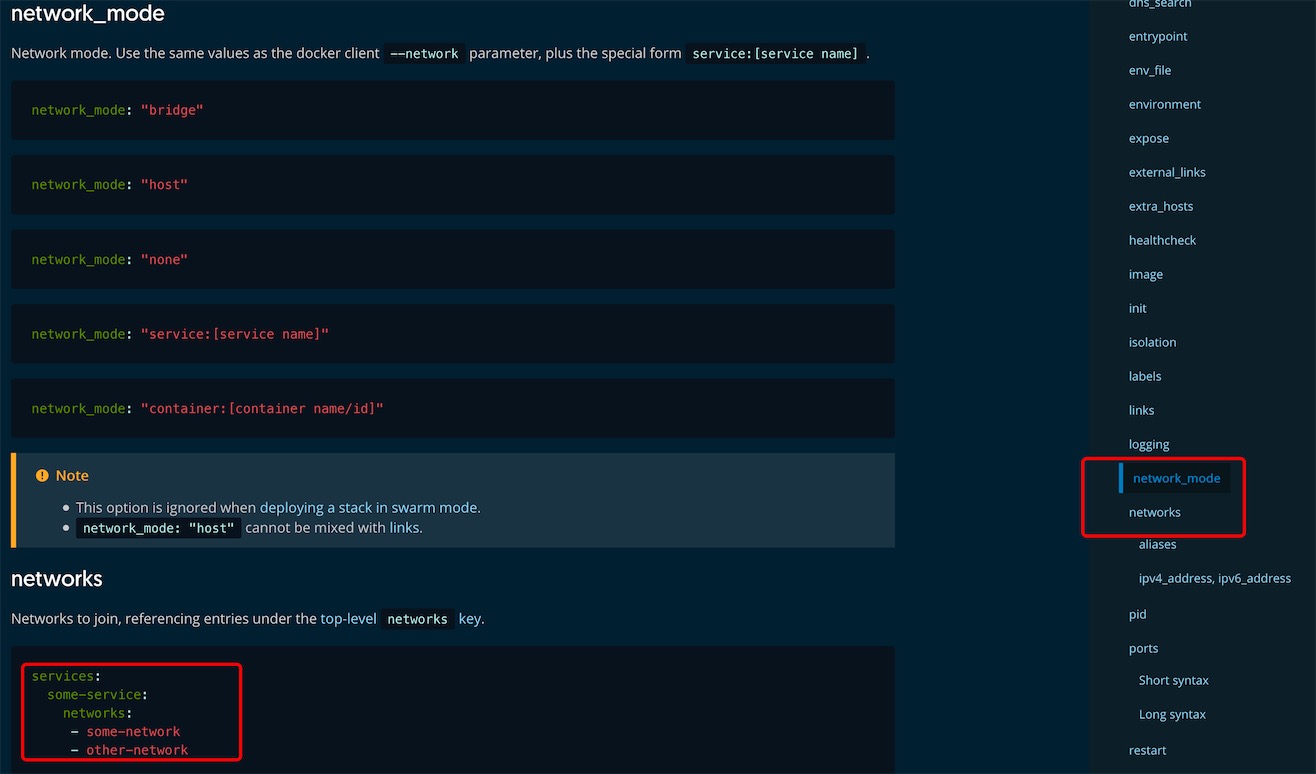 network_mode
Network mode. Use the same values as the docker client --network parameter, plus the special form service:[service name] .
network_mode: "bridge"
network_mode: "host"
network_mode: "none"
network_mode: "service:[service name]"
network_mode: "container:[container name/id]"
Note
This option is ignored when deploying a stack in swarm mode.
network_mode: "host" cannot be mixed with links.
networks
Networks to join, referencing entries under the top-level networks key.
services:
some-service:
networks:
- some-network
- other-network
dns_search
entrypoint
env_file
environment
expose
external_links
extra_hosts
healthcheck
image
init
isolation
labels
links
logging
network_mode
networks
aliases
ipv4_address, ipv6_address
pid
ports
Short syntax
Long syntax
restart